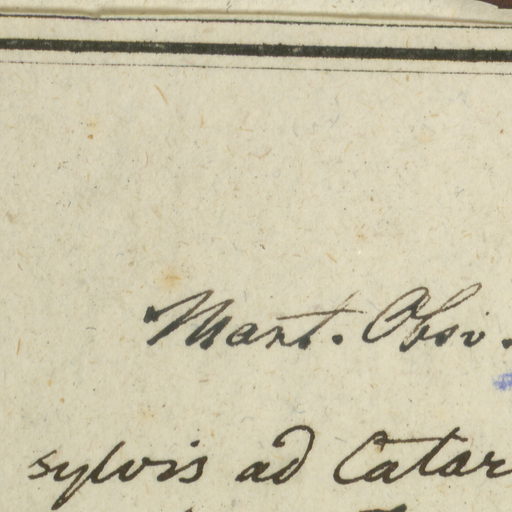 Mart. Obsv.
sylvis ad Catar